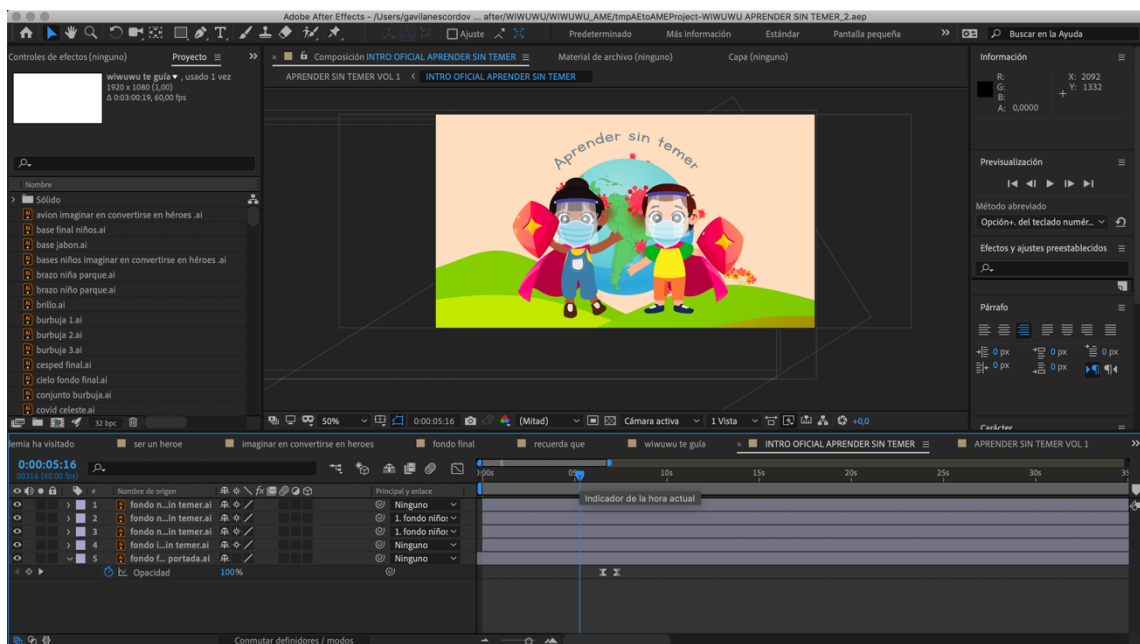 Adobe After Effects - /Users/gavilanescordov ... after/WIWUWU/WIWUWU_AME/tmpAEtoAMEProject-WIWUWU APRENDER SIN TEMER_2.aep
Ajuste
Predeterminado
Más información
Estándar
Pantalla pequeña
Buscar en la Ayuda
Controles de efectos (ninguno)
Proyecto
Composición INTRO OFICIAL APRENDER SIN TEMER
Material de archivo (ninguno)
Capa (ninguno)
Información
wiwuwu te guía , usado 1 vez
1920 x 1080 (1,00)
Δ 0:03:00:19, 60,00 fps
APRENDER SIN TEMER VOL 1
INTRO OFICIAL APRENDER SIN TEMER
R:
G:
B:
A: 0,0000
X: 2092
Y: 1332
Aprender sin temer
Nombre
Sólido
avion imaginar en convertirse en héroes .ai
base final niños.ai
base jabon.ai
bases niños imaginar en convertirse en héroes .ai
brazo niña parque.ai
brazo niño parque.ai
brillo.ai
burbuja 1.ai
burbuja 2.ai
burbuja 3.ai
cesped final.ai
cielo fondo final.ai
conjunto burbuja.ai
covid celeste.ai
32 bpc
Previsualización
Método abreviado
Opción+. del teclado numér...
Efectos y ajustes preestablecidos
Párrafo
0 px
0 px
0 px
0 px
0 px
Carácter
50%
0:00:05:16
(Mitad)
Cámara activa
1 Vista
+0,0
lemia ha visitado
ser un heroe
imaginar en convertirse en heroes
fondo final
recuerda que
wiwuwu te guía
INTRO OFICIAL APRENDER SIN TEMER
APRENDER SIN TEMER VOL 1
0:00:05:16
00316 (60.00 fps)
):00s
05s
10s
15s
20s
25s
30s
35
#
Nombre de origen
Principal y enlace
Indicador de la hora actual
1 fondo n...in temer.ai Ninguno
2 fondo n...in temer.ai 1. fondo niños
3 fondo n...in temer.ai 1. fondo niños
4 fondo i...in temer.ai Ninguno
5 fondo f... portada.ai Ninguno
Opacidad 100%
Conmutar definidores / modos